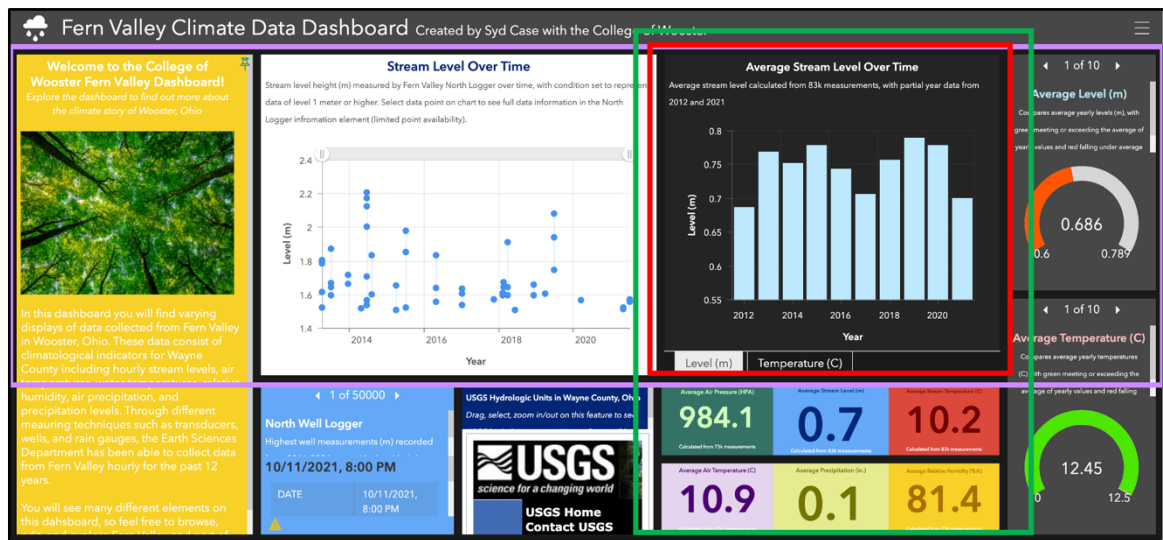 Fern Valley Climate Data Dashboard Created by Syd Case with the College of Wooster
Welcome to the College of
Wooster Fern Valley Dashboard!
Explore the dashboard to find out more about
the climate story of Wooster, Ohio
In this dashboard you will find varying
displays of data collected from Fern Valley
in Wooster, Ohio. These data consist of
climatological indicators for Wayne
County including hourly stream levels, air
humidity, air precipitation, and
precipitation levels. Through different
meauring techniques such as transducers,
wells, and rain gauges, the Earth Sciences
Department has been able to collect data
from Fern Valley hourly for the past 12
years.
You will see many different elements on
this dahsboard, so feel free to browse,
Stream Level Over Time
Stream level height (m) measured by Fern Valley North Logger over time, with condition set to represent
data of level 1 meter or higher. Select data point on chart to see full data information in the North
Logger infromation element (limited point availability).
2.4
2.2
2
1.8
1.6
1.4
Level (m)
2014
2016
2018
2020
Year
Average Stream Level Over Time
Average stream level calculated from 83k measurements, with partial year data from
2012 and 2021
0.8
0.75
0.7
0.65
0.6
0.55
Level (m)
2012
2014
2016
2018
2020
Year
Level (m)
Temperature (C)
1 of 10
Average Level (m)
Compares average yearly levels (m), with
green meeting or exceeding the average of
yearly values and red falling under average
0.686
0.6
0.789
1 of 10
Average Temperature (C)
Compares average yearly temperatures
(C) with green meeting or exceeding the
average of yearly values and red falling
12.45
0
12.5
1 of 50000
North Well Logger
Highest well measurements (m) recorded
10/11/2021, 8:00 PM
DATE
10/11/2021,
8:00 PM
USGS Hydrologic Units in Wayne County, Ohio
Drag, select, zoom in/out on this feature to see
USGS
science for a changing world
USGS Home
Contact USGS
Average Air Pressure (HPA)
984.1
Calculated from 75k measurements
Average Stream Level (m)
0.7
Calculated from 83k measurements
Average Stream Temperature (C)
10.2
Calculated from 83k measurements
Average Air Temperature (C)
10.9
Average Precipitation (in.)
0.1
Average Relative Humidity (%rh)
81.4